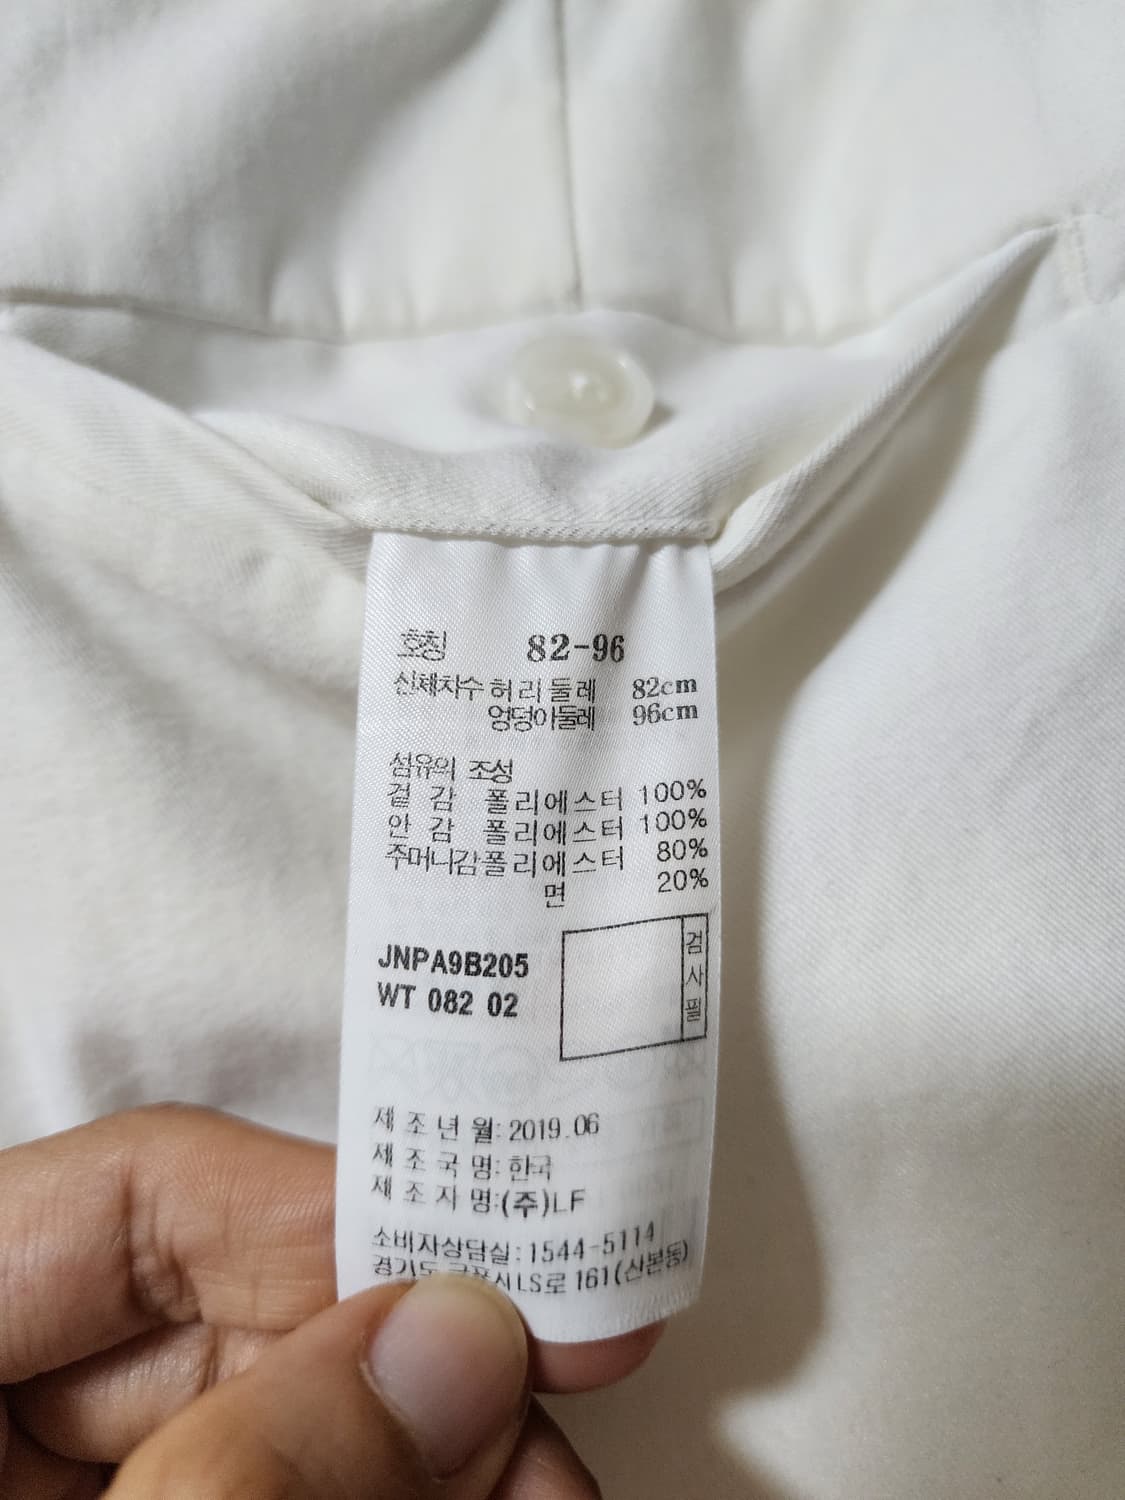 호칭 82-96
신체치수 허리둘레 82cm
엉덩이둘레 96cm
섬유의 조성
겉감 폴리에스터 100%
안감 폴리에스터 100%
주머니감 폴리에스터 80%
면 20%
JNPA9B205
WT 082 02
검사필
제조년월: 2019.06
제조국명: 한국
제조자명: (주)LF
소비자상담실: 1544-5114
경기도 군포시LS로 161(산본동)